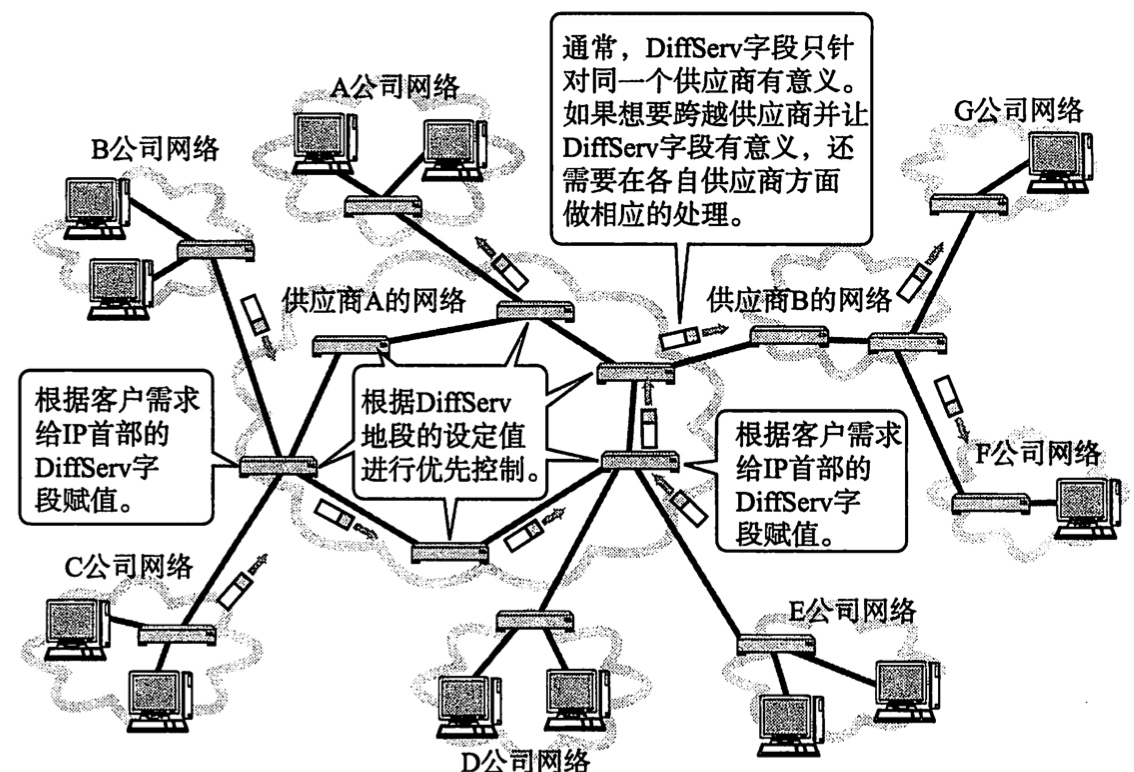 通常，DiffServ字段只针
对同一个供应商有意义。
如果想要跨越供应商并让
DiffServ字段有意义，还
需要在各自供应商方面
做相应的处理。
A公司网络
G公司网络
B公司网络
供应商A的网络
供应商B的网络
根据客户需求
给IP首部的
DiffServ字
段赋值。
根据DiffServ
地段的设定值
进行优先控制。
根据客户需求
给IP首部的
DiffServ字
段赋值。
F公司网络
C公司网络
E公司网络
D公司网络